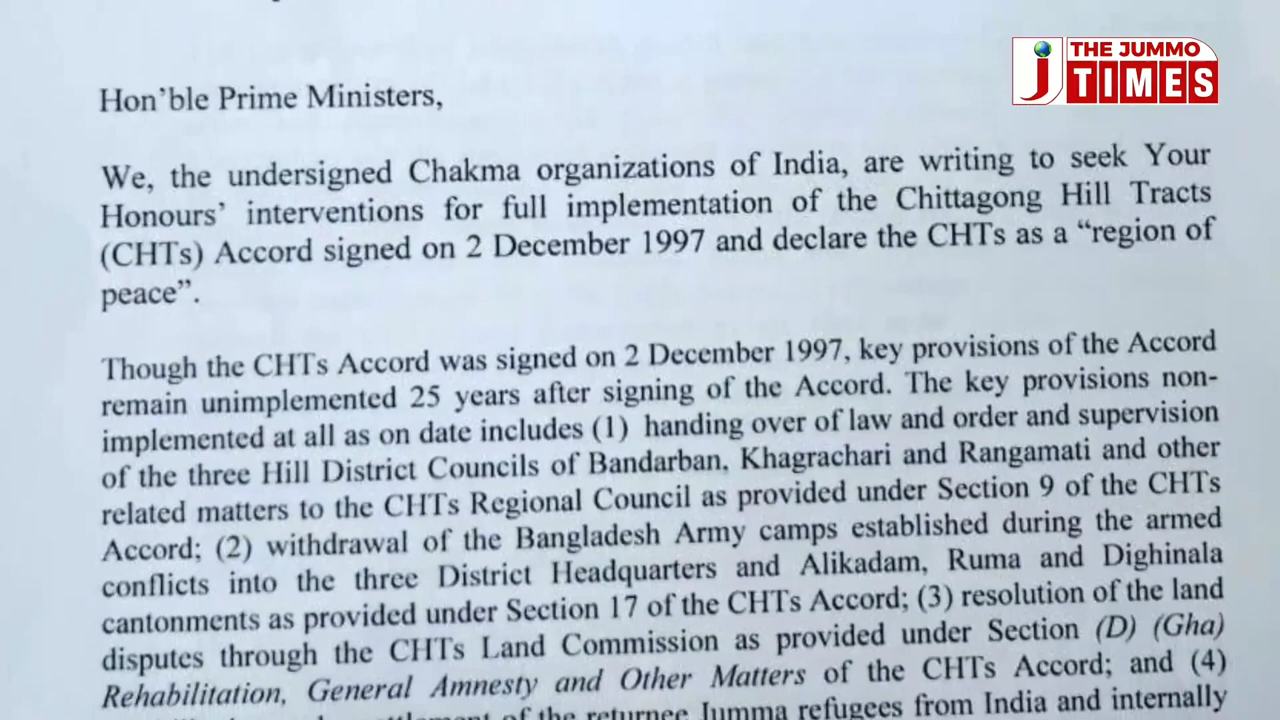 THE JUMMO
TIMES
Hon’ble Prime Ministers,
We, the undersigned Chakma organizations of India, are writing to seek Your
Honours’ interventions for full implementation of the Chittagong Hill Tracts
(CHTs) Accord signed on 2 December 1997 and declare the CHTs as a “region of
peace”.
Though the CHTs Accord was signed on 2 December 1997, key provisions of the Accord
remain unimplemented 25 years after signing of the Accord. The key provisions non-
implemented at all as on date includes (1) handing over of law and order and supervision
of the three Hill District Councils of Bandarban, Khagrachari and Rangamati and other
related matters to the CHTs Regional Council as provided under Section 9 of the CHTs
Accord; (2) withdrawal of the Bangladesh Army camps established during the armed
conflicts into the three District Headquarters and Alikadam, Ruma and Dighinala
cantonments as provided under Section 17 of the CHTs Accord; (3) resolution of the land
disputes through the CHTs Land Commission as provided under Section (D) (Gha)
Rehabilitation, General Amnesty and Other Matters of the CHTs Accord; and (4)
of the returnee Jumma refugees from India and internally